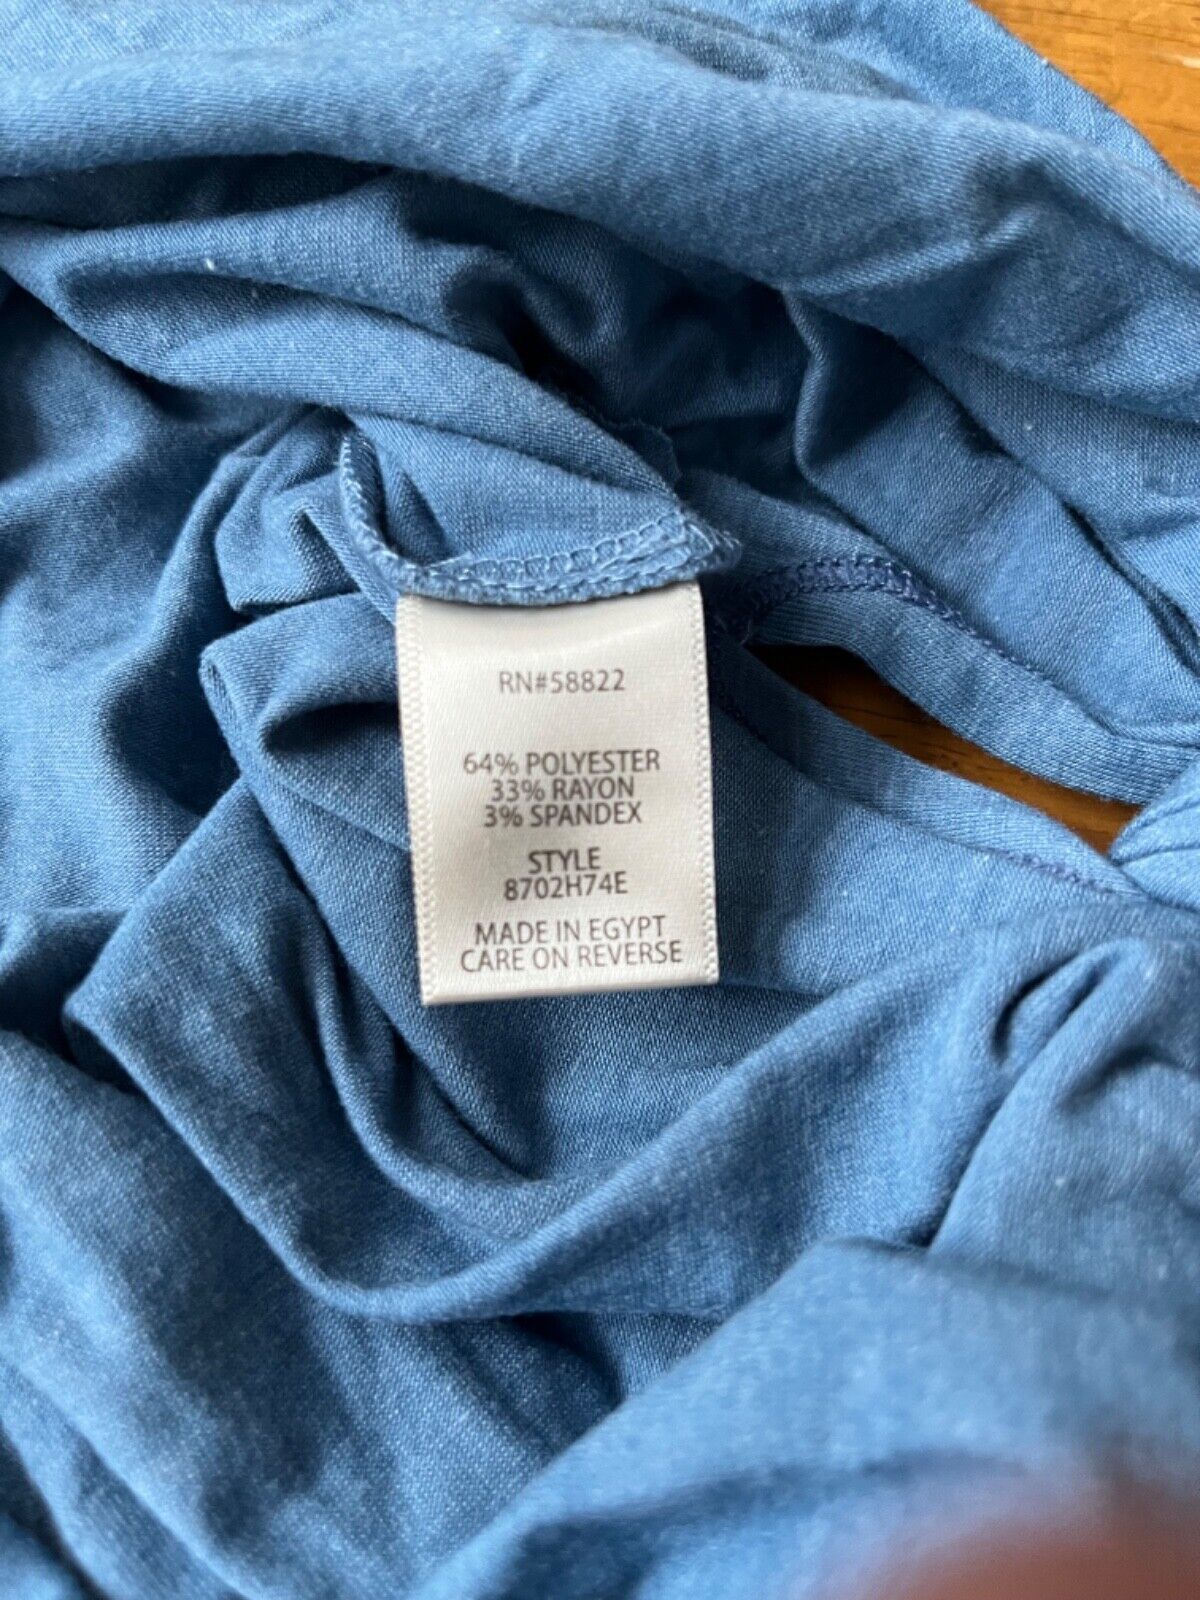 RN#58822
64% POLYESTER
33% RAYON
3% SPANDEX
STYLE
8702H74E
MADE IN EGYPT
CARE ON REVERSE